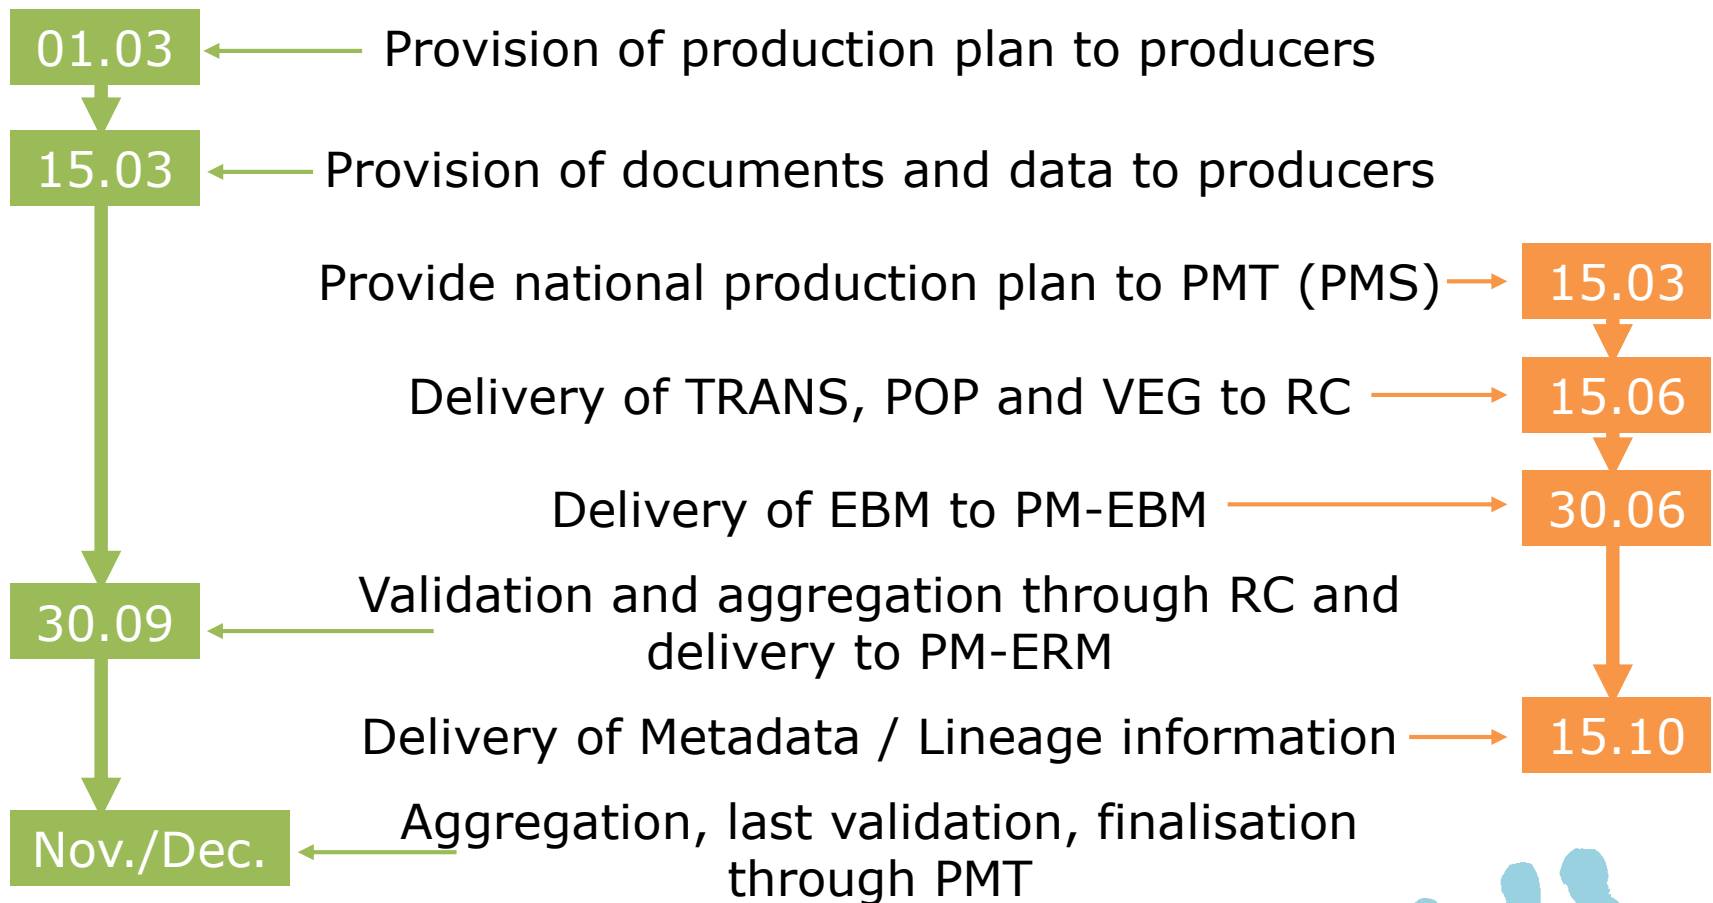 01.03 Provision of production plan to producers
15.03 Provision of documents and data to producers
Provide national production plan to PMT (PMS) 15.03
Delivery of TRANS, POP and VEG to RC 15.06
Delivery of EBM to PM-EBM 30.06
30.09 Validation and aggregation through RC and
delivery to PM-ERM
Delivery of Metadata / Lineage information 15.10
Nov./Dec. Aggregation, last validation, finalisation
through PMT